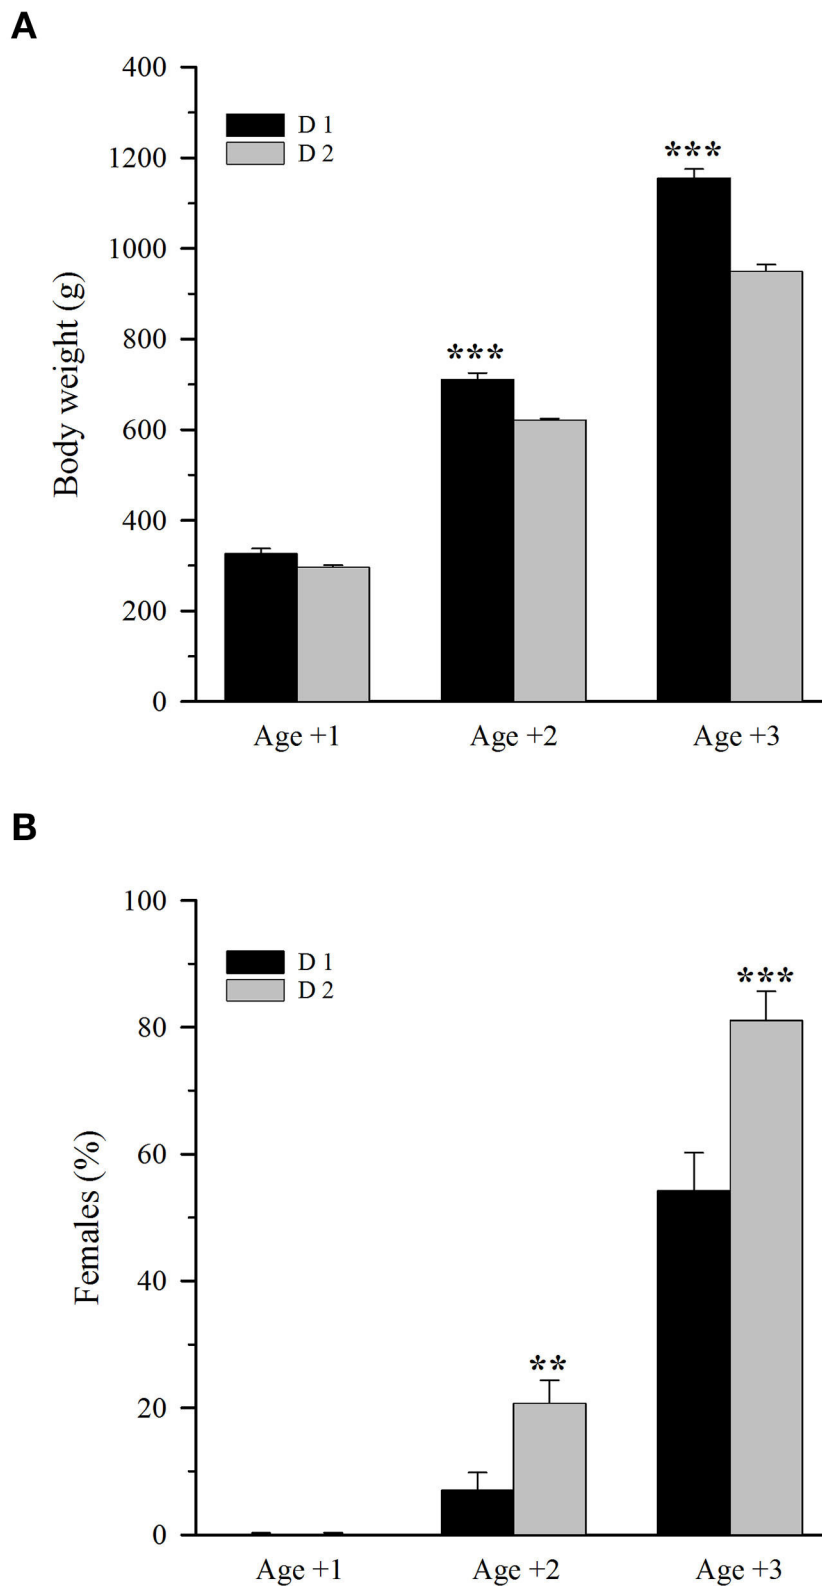 A
400
1200
1000
800
600
400
200
0
Body weight (g)
D 1
D 2
***
***
Age +1 Age +2 Age +3
B
100
80
60
40
20
0
Females (%)
D 1
D 2
**
***
Age +1 Age +2 Age +3